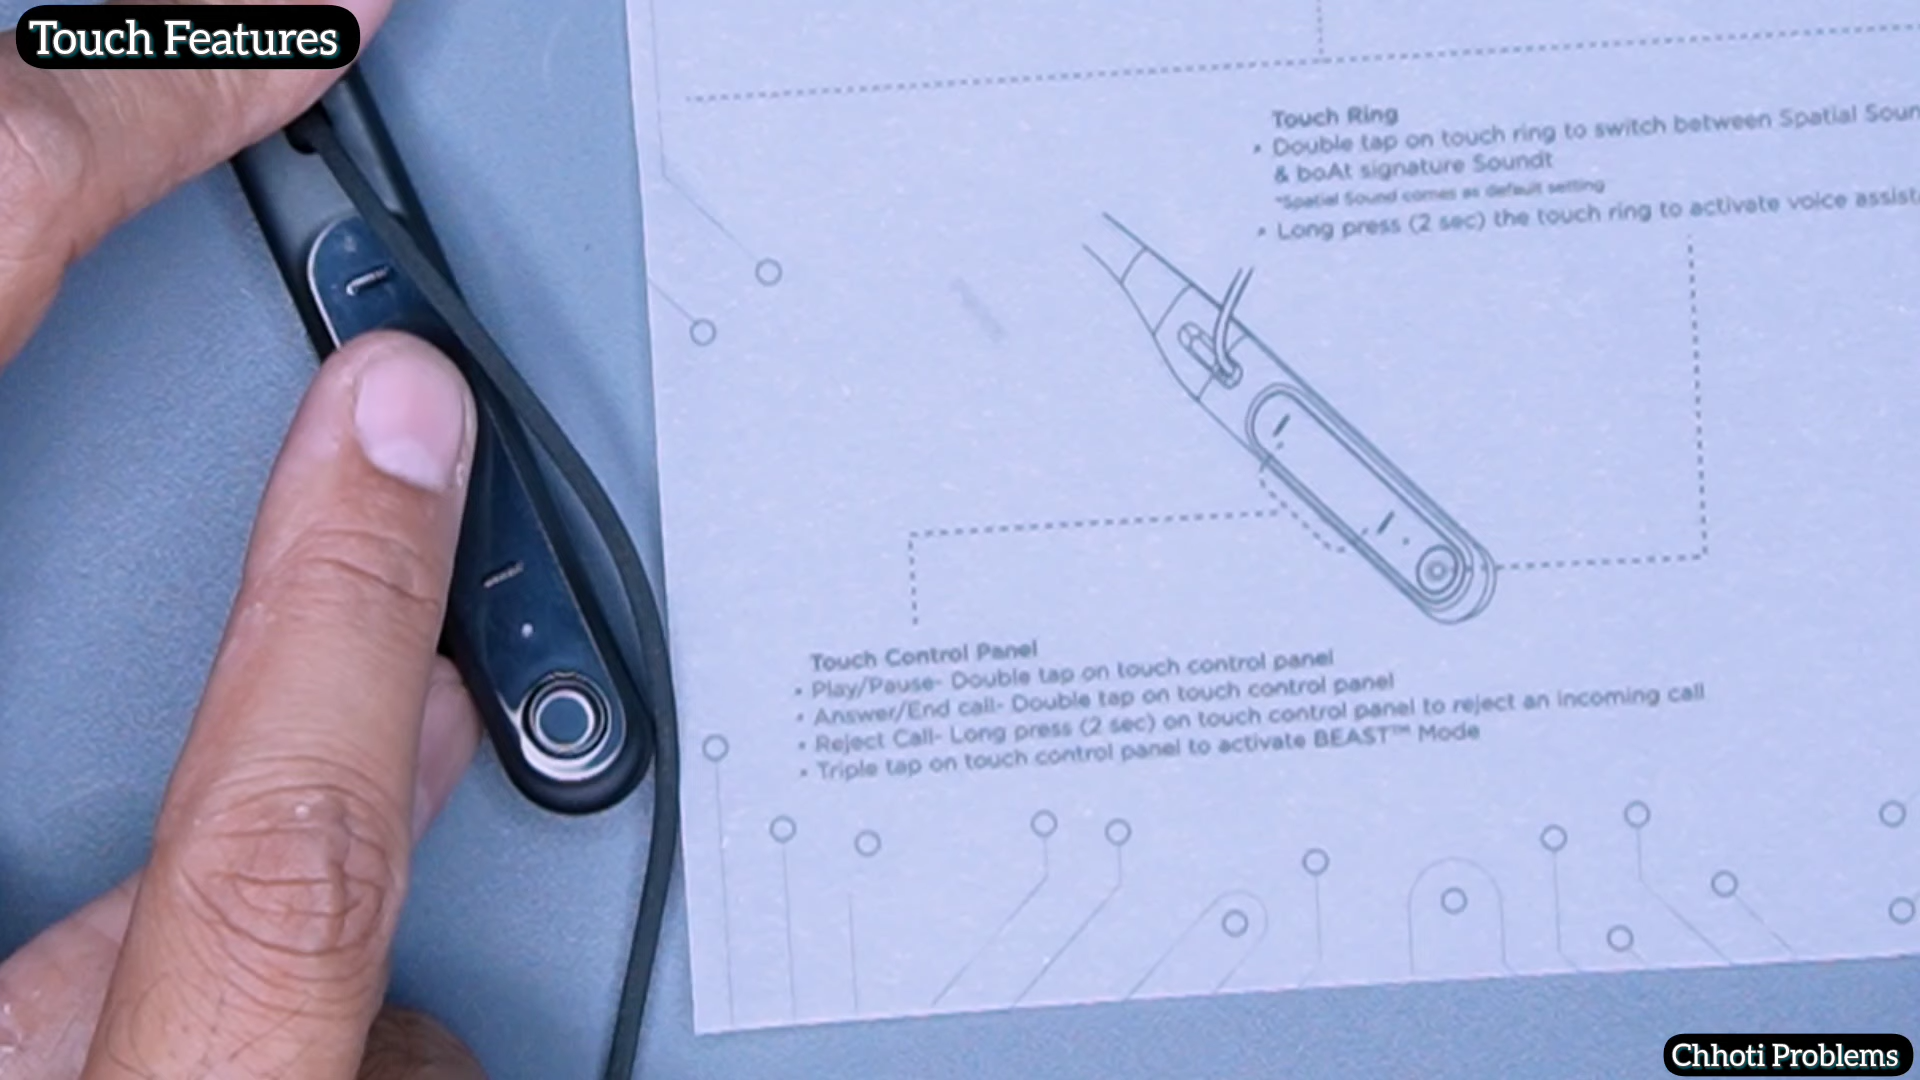 Touch Features
Touch Ring
• Double tap on touch ring to switch between Spatial Soun
& boAt signature Soundt
*Spatial Sound comes as default setting
• Long press (2 sec) the touch ring to activate voice assist
Touch Control Panel
• Play/Pause- Double tap on touch control panel
• Answer/End call- Double tap on touch control panel
• Reject Call- Long press (2 sec) on touch control panel to reject an incoming call
• Triple tap on touch control panel to activate BEAST™ Mode
Chhoti Problems